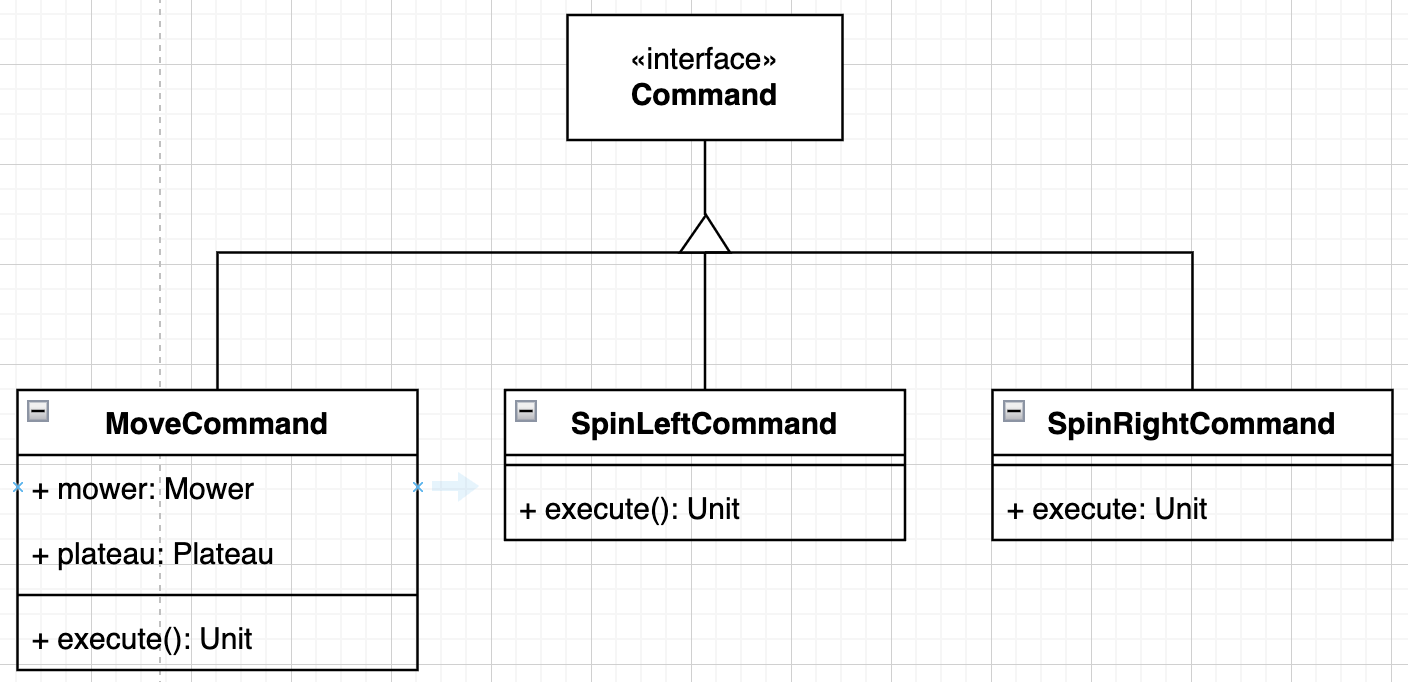 «interface»
Command
MoveCommand
+ mower: Mower
+ plateau: Plateau
+ execute(): Unit
SpinLeftCommand
+ execute(): Unit
SpinRightCommand
+ execute: Unit